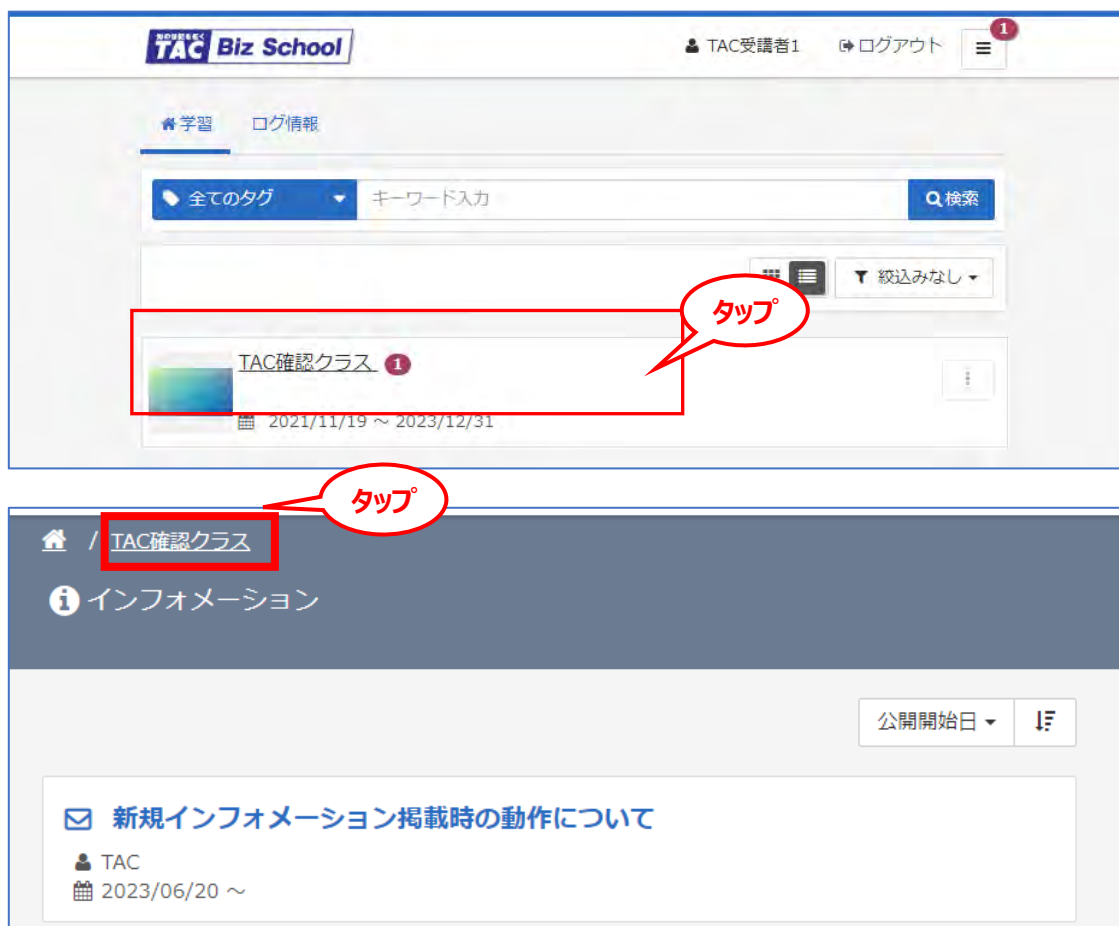 TAC Biz School
TAC受講者1 ログアウト 1
学習 ログ情報
全てのタグ キーワード入力 検索
絞込みなし
タップ
TAC確認クラス 1
2021/11/19 ～ 2023/12/31
タップ
/ TAC確認クラス
インフォメーション
公開開始日
新規インフォメーション掲載時の動作について
TAC
2023/06/20 ～